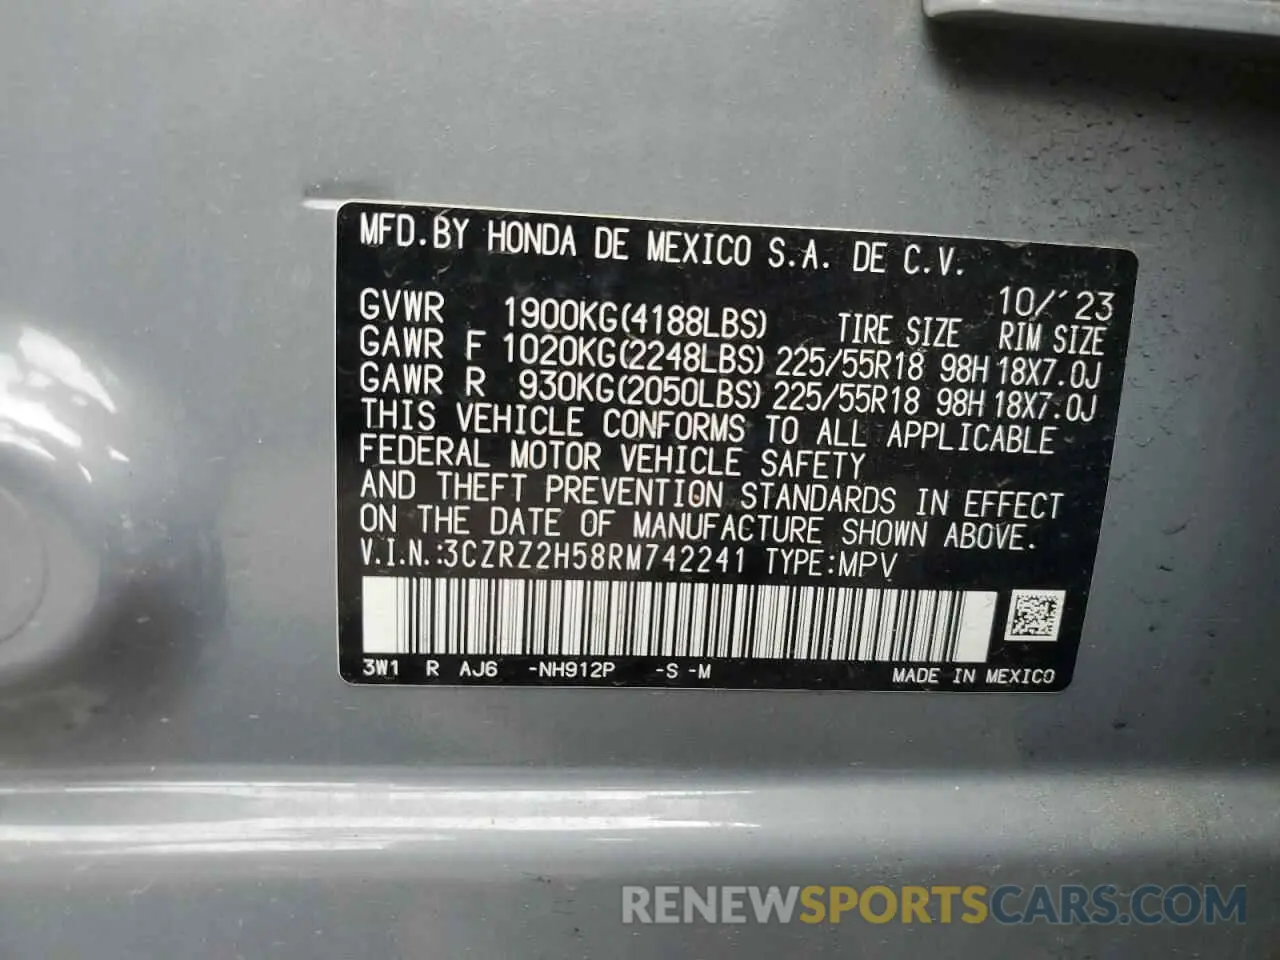 MFD.BY HONDA DE MEXICO S.A. DE C.V.
10/´23
GVWR 1900KG(4188LBS) TIRE SIZE RIM SIZE
GAWR F 1020KG(2248LBS) 225/55R18 98H 18X7.0J
GAWR R 930KG(2050LBS) 225/55R18 98H 18X7.0J
THIS VEHICLE CONFORMS TO ALL APPLICABLE
FEDERAL MOTOR VEHICLE SAFETY
AND THEFT PREVENTION STANDARDS IN EFFECT
ON THE DATE OF MANUFACTURE SHOWN ABOVE.
V.I.N.:3CZRZ2H58RM742241 TYPE:MPV
3W1 R AJ6 -NH912P -S -M MADE IN MEXICO
RENEWSPORTSCARS.COM